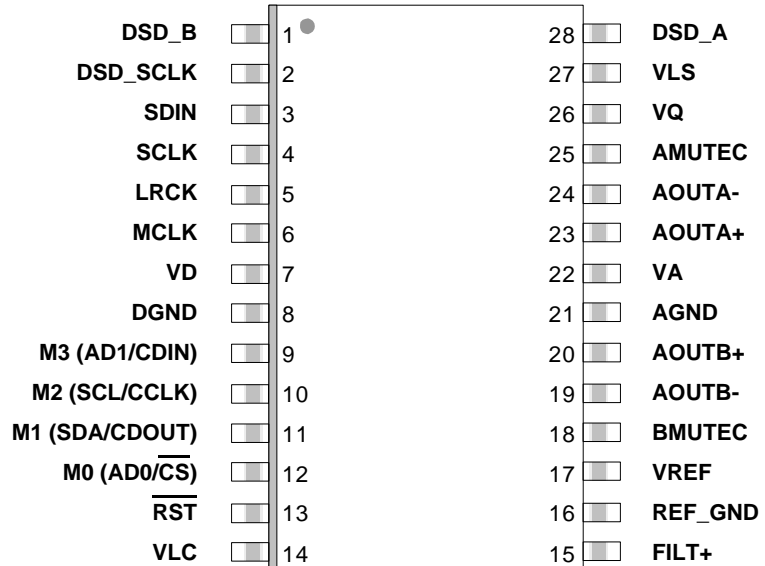 DSD_B 1 28 DSD_A
DSD_SCLK 2 27 VLS
SDIN 3 26 VQ
SCLK 4 25 AMUTEC
LRCK 5 24 AOUTA-
MCLK 6 23 AOUTA+
VD 7 22 VA
DGND 8 21 AGND
M3 (AD1/CDIN) 9 20 AOUTB+
M2 (SCL/CCLK) 10 19 AOUTB-
M1 (SDA/CDOUT) 11 18 BMUTEC
M0 (AD0/C̅S̅) 12 17 VREF
R̅S̅T̅ 13 16 REF_GND
VLC 14 15 FILT+